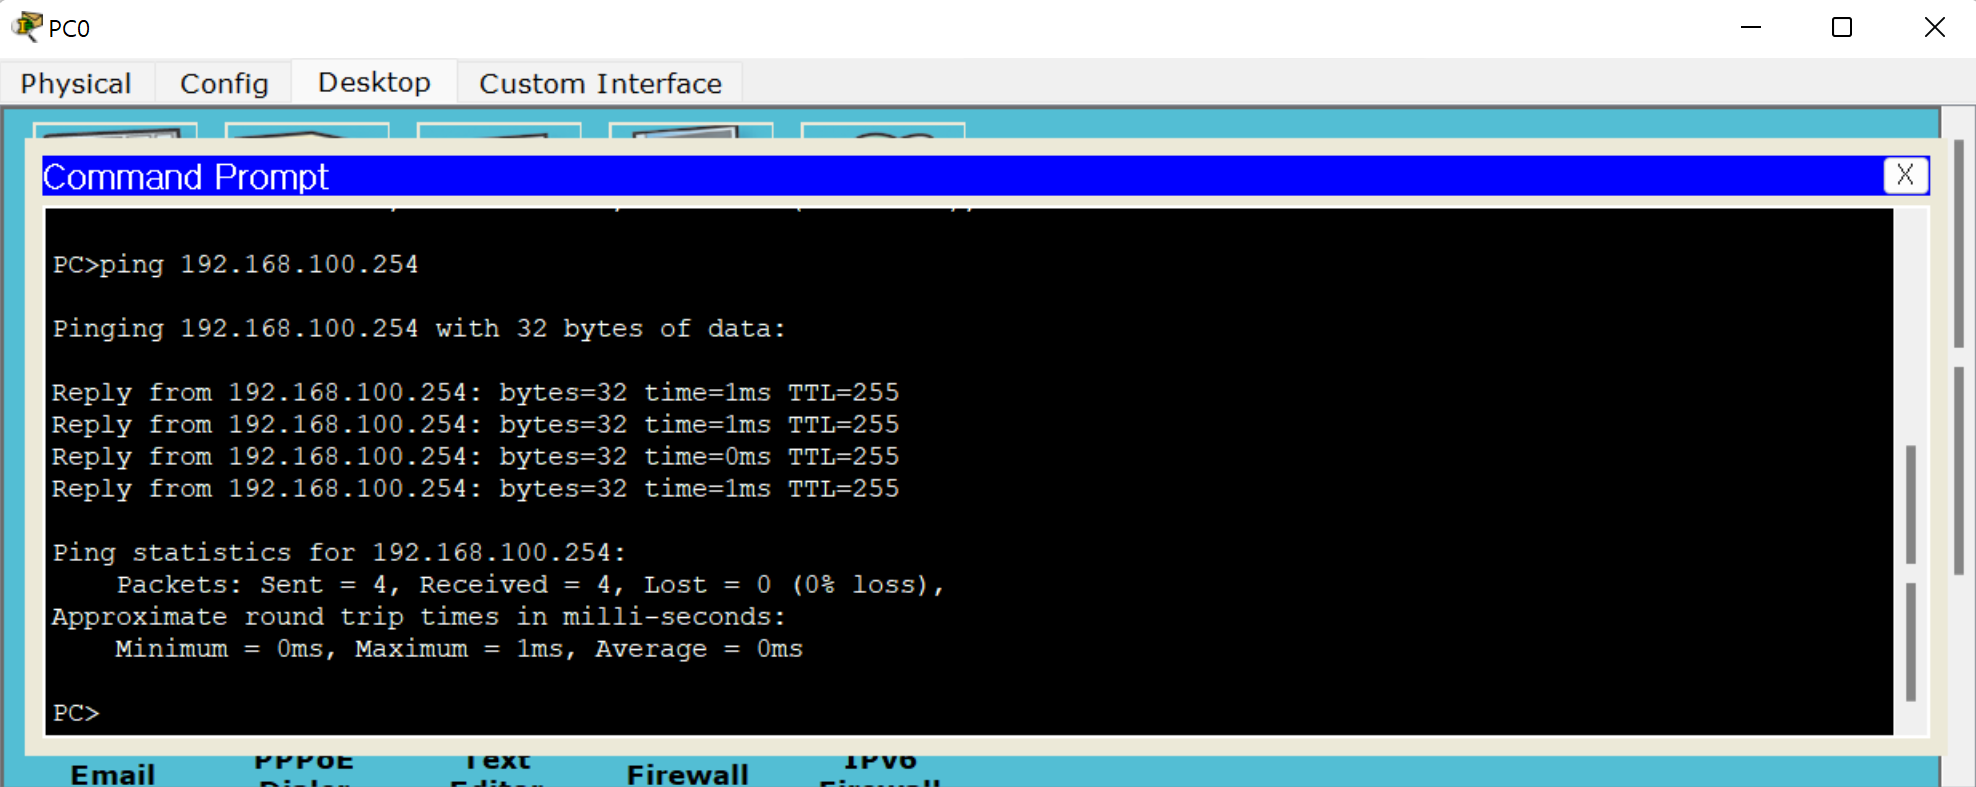 PC0
Physical Config Desktop Custom Interface
Command Prompt
X
PC>ping 192.168.100.254
Pinging 192.168.100.254 with 32 bytes of data:
Reply from 192.168.100.254: bytes=32 time=1ms TTL=255
Reply from 192.168.100.254: bytes=32 time=1ms TTL=255
Reply from 192.168.100.254: bytes=32 time=0ms TTL=255
Reply from 192.168.100.254: bytes=32 time=1ms TTL=255
Ping statistics for 192.168.100.254:
Packets: Sent = 4, Received = 4, Lost = 0 (0% loss),
Approximate round trip times in milli-seconds:
Minimum = 0ms, Maximum = 1ms, Average = 0ms
PC>
PPPoE Text IPv6
Email Dialer Editor Firewall Firewall